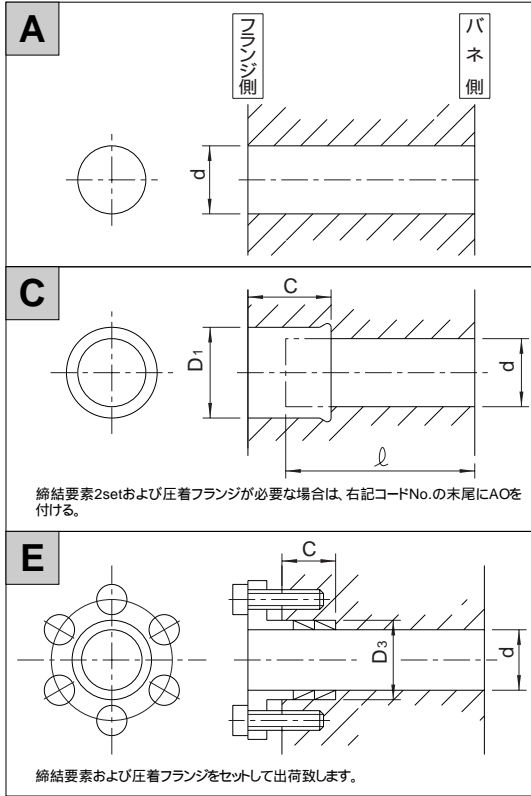 A
フランジ側
バネ側
d
C
C
D1
d
ℓ
締結要素2setおよび圧着フランジが必要な場合は、右記コードNo.の末尾にAOを
付ける。
E
C
D3
d
締結要素および圧着フランジをセットして出荷致します。